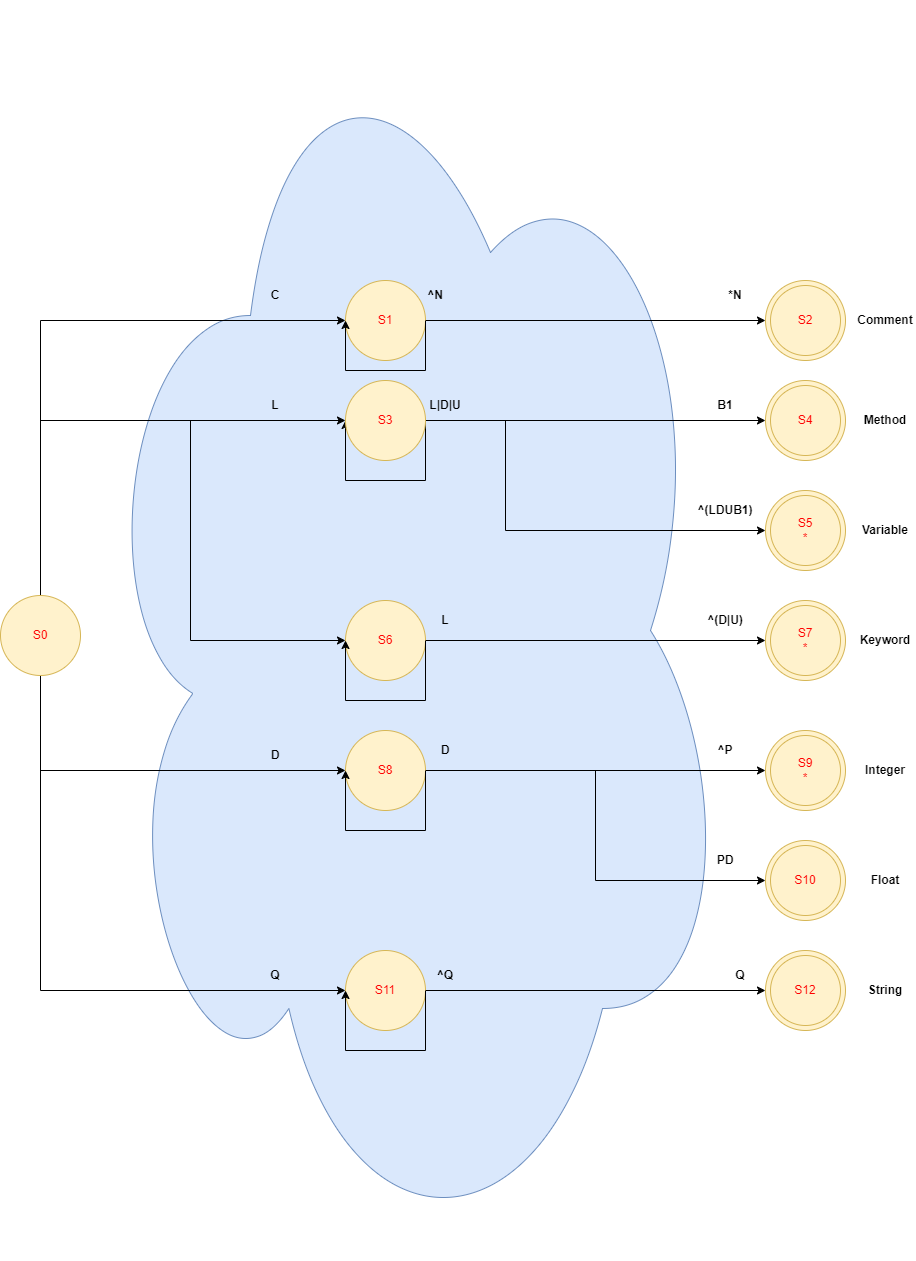 C
^N
*N
S1
S2
Comment
L
L|D|U
B1
S3
S4
Method
^(LDUB1)
S5
*
Variable
L
^(D|U)
S0
S6
S7
*
Keyword
D
D
^P
S8
S9
*
Integer
PD
S10
Float
Q
^Q
Q
S11
S12
String